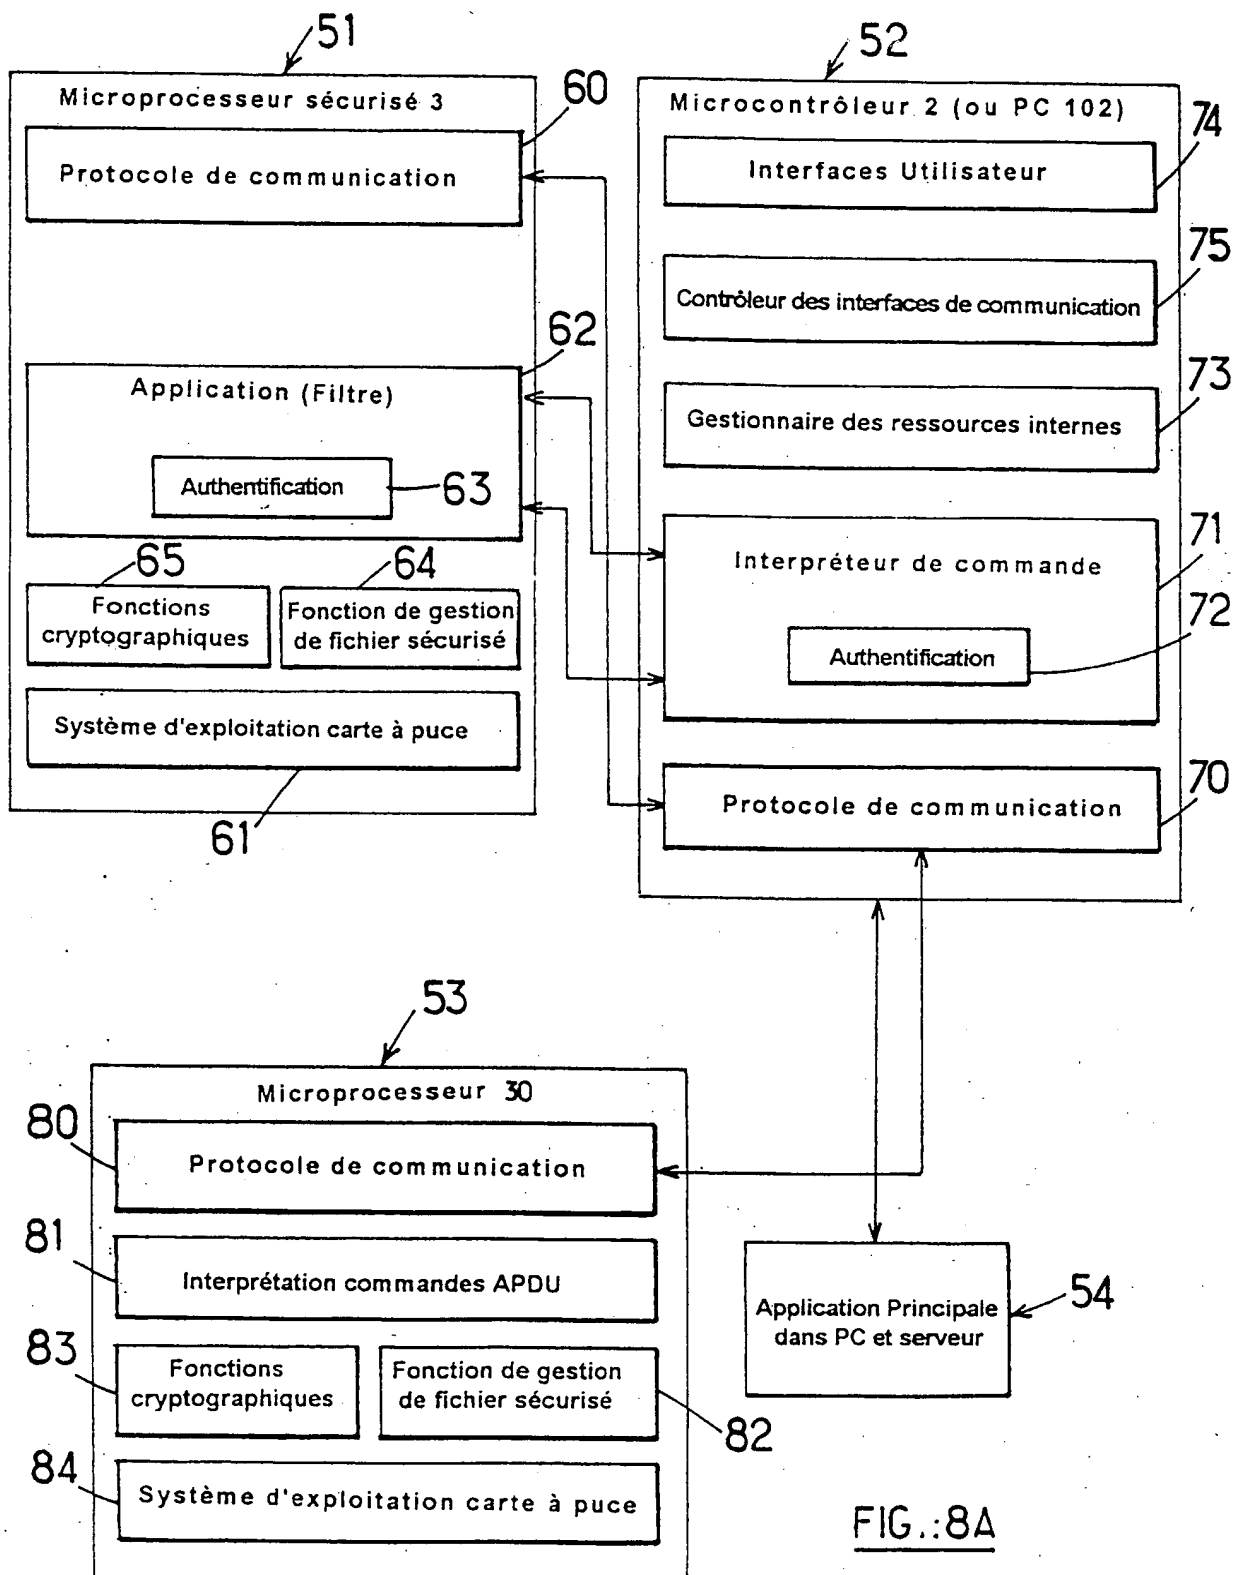 51
Microprocesseur sécurisé 3
60
Protocole de communication
62
Application (Filtre)
Authentification
63
65
64
Fonctions
cryptographiques
Fonction de gestion
de fichier sécurisé
Système d'exploitation carte à puce
61
52
Microcontrôleur 2 (ou PC 102)
74
Interfaces Utilisateur
75
Contrôleur des interfaces de communication
73
Gestionnaire des ressources internes
71
Interpréteur de commande
72
Authentification
70
Protocole de communication
53
Microprocesseur 30
80
Protocole de communication
81
Interprétation commandes APDU
83
Fonctions
cryptographiques
Fonction de gestion
de fichier sécurisé
82
84
Système d'exploitation carte à puce
54
Application Principale
dans PC et serveur
FIG.:8A